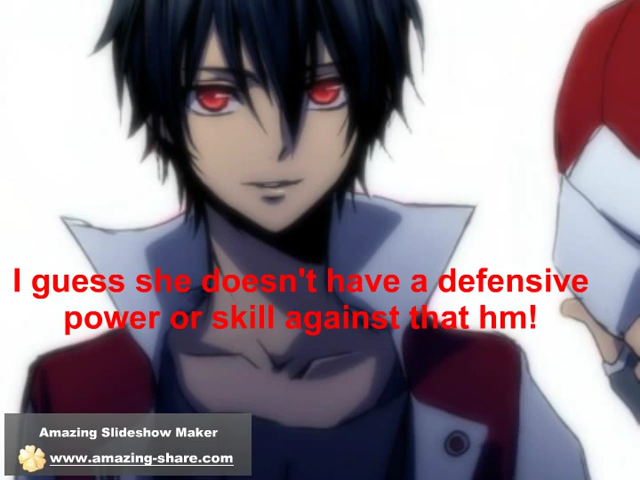 I guess she doesn't have a defensive
power or skill against that hm!
Amazing Slideshow Maker
www.amazing-share.com